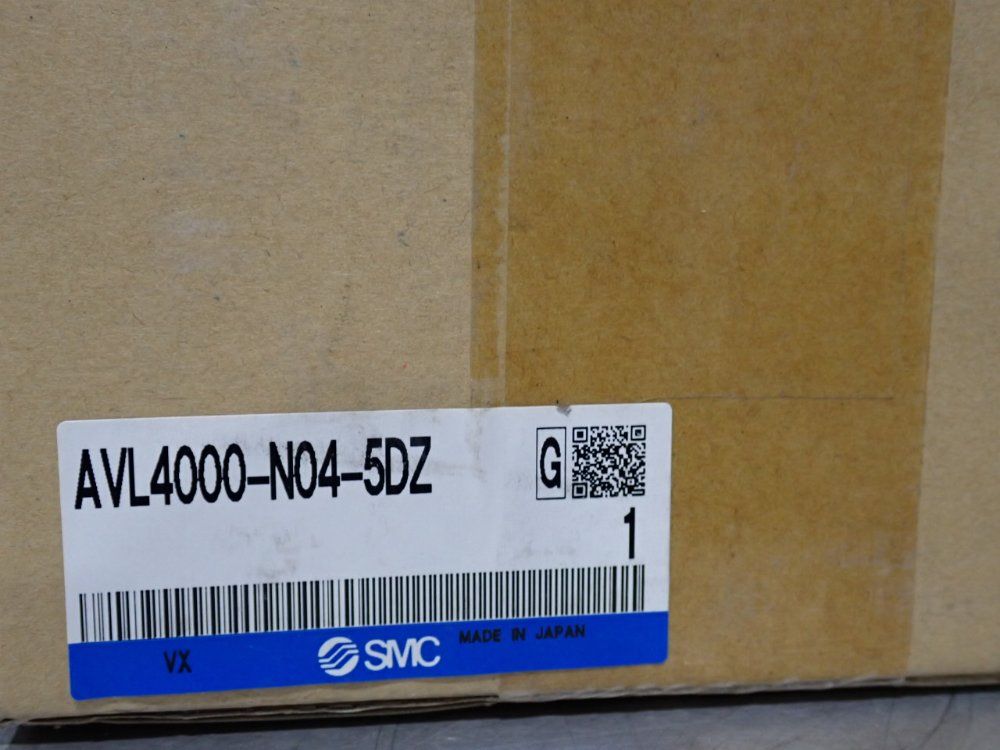 AVL4000-N04-5DZ
G
1
VX
SMC
MADE IN JAPAN